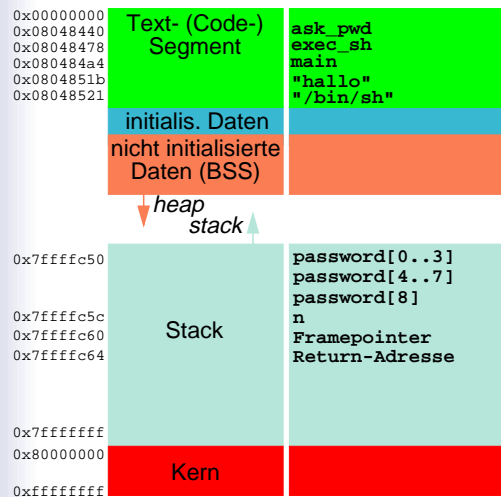 0x00000000
Text- (Code-)
Segment
0x08048440
ask_pwd
0x08048478
exec_sh
0x080484a4
main
0x0804851b
"hallo"
0x08048521
"/bin/sh"
initialis. Daten
nicht initialisierte
Daten (BSS)
heap
stack
0x7ffffc50
password[0..3]
password[4..7]
password[8]
0x7ffffc5c
n
0x7ffffc60
Stack
Framepointer
0x7ffffc64
Return-Adresse
0x7fffffff
0x80000000
Kern
0xffffffff